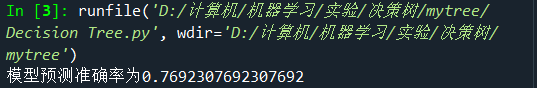 In [3]: runfile('D:/计算机/机器学习/实验/决策树/mytree/
Decision Tree.py', wdir='D:/计算机/机器学习/实验/决策树/
mytree')
模型预测准确率为0.7692307692307692